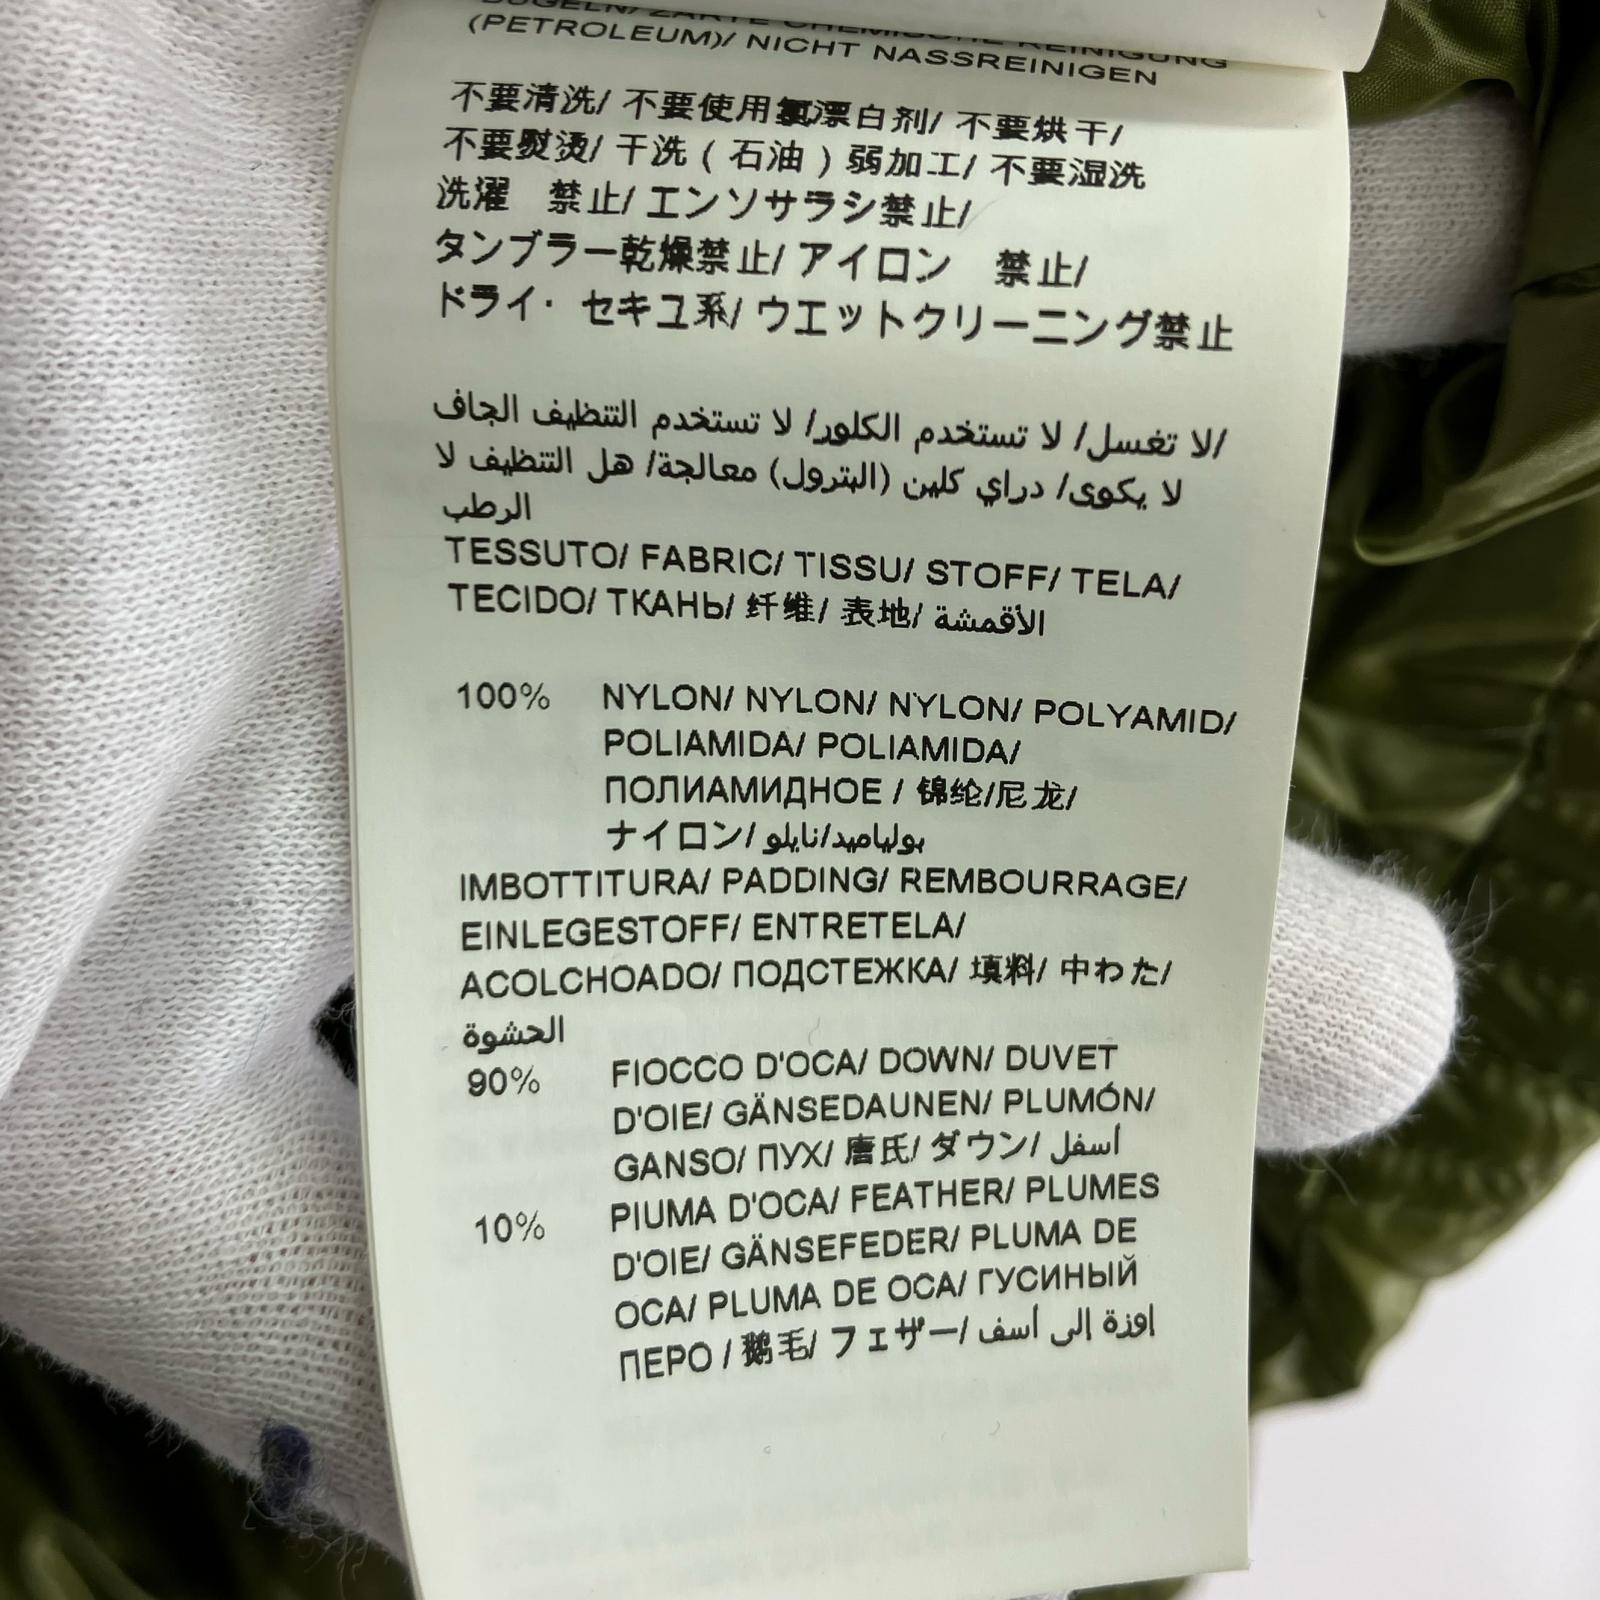 BÜGELN/ ZARTE CHEMISCHE REINIGUNG
(PETROLEUM)/ NICHT NASSREINIGEN
不要清洗/ 不要使用氯漂白剂/ 不要烘干/
不要熨烫/ 干洗 ( 石油 ) 弱加工/ 不要湿洗
洗濯　禁止/ エンソサラシ禁止/
タンブラー乾燥禁止/ アイロン　禁止/
ドライ・ セキユ系/ ウエットクリーニング禁止
/لا تغسل/ لا تستخدم الكلور/ لا تستخدم التنظيف الجاف
لا يكوى/ دراي كلين (البترول) معالجة/ هل التنظيف لا
الرطب
TESSUTO/ FABRIC/ TISSU/ STOFF/ TELA/
TECIDO/ ТКАНЬ/ 纤维/ 表地/ الأقمشة
100% NYLON/ NYLON/ NYLON/ POLYAMID/
POLIAMIDA/ POLIAMIDA/
ПОЛИАМИДНОЕ / 锦纶/尼龙/
ナイロン/ بولياميد/نايلو
IMBOTTITURA/ PADDING/ REMBOURRAGE/
EINLEGESTOFF/ ENTRETELA/
ACOLCHOADO/ ПОДСТЕЖКА/ 填料/ 中わた/
الحشوة
90% FIOCCO D'OCA/ DOWN/ DUVET
D'OIE/ GÄNSEDAUNEN/ PLUMÓN/
GANSO/ ПУХ/ 唐氏/ ダウン/ أسفل
10% PIUMA D'OCA/ FEATHER/ PLUMES
D'OIE/ GÄNSEFEDER/ PLUMA DE
OCA/ PLUMA DE OCA/ ГУСИНЫЙ
ПЕРО / 鹅毛/ フェザー/ اوزة إلى أسف